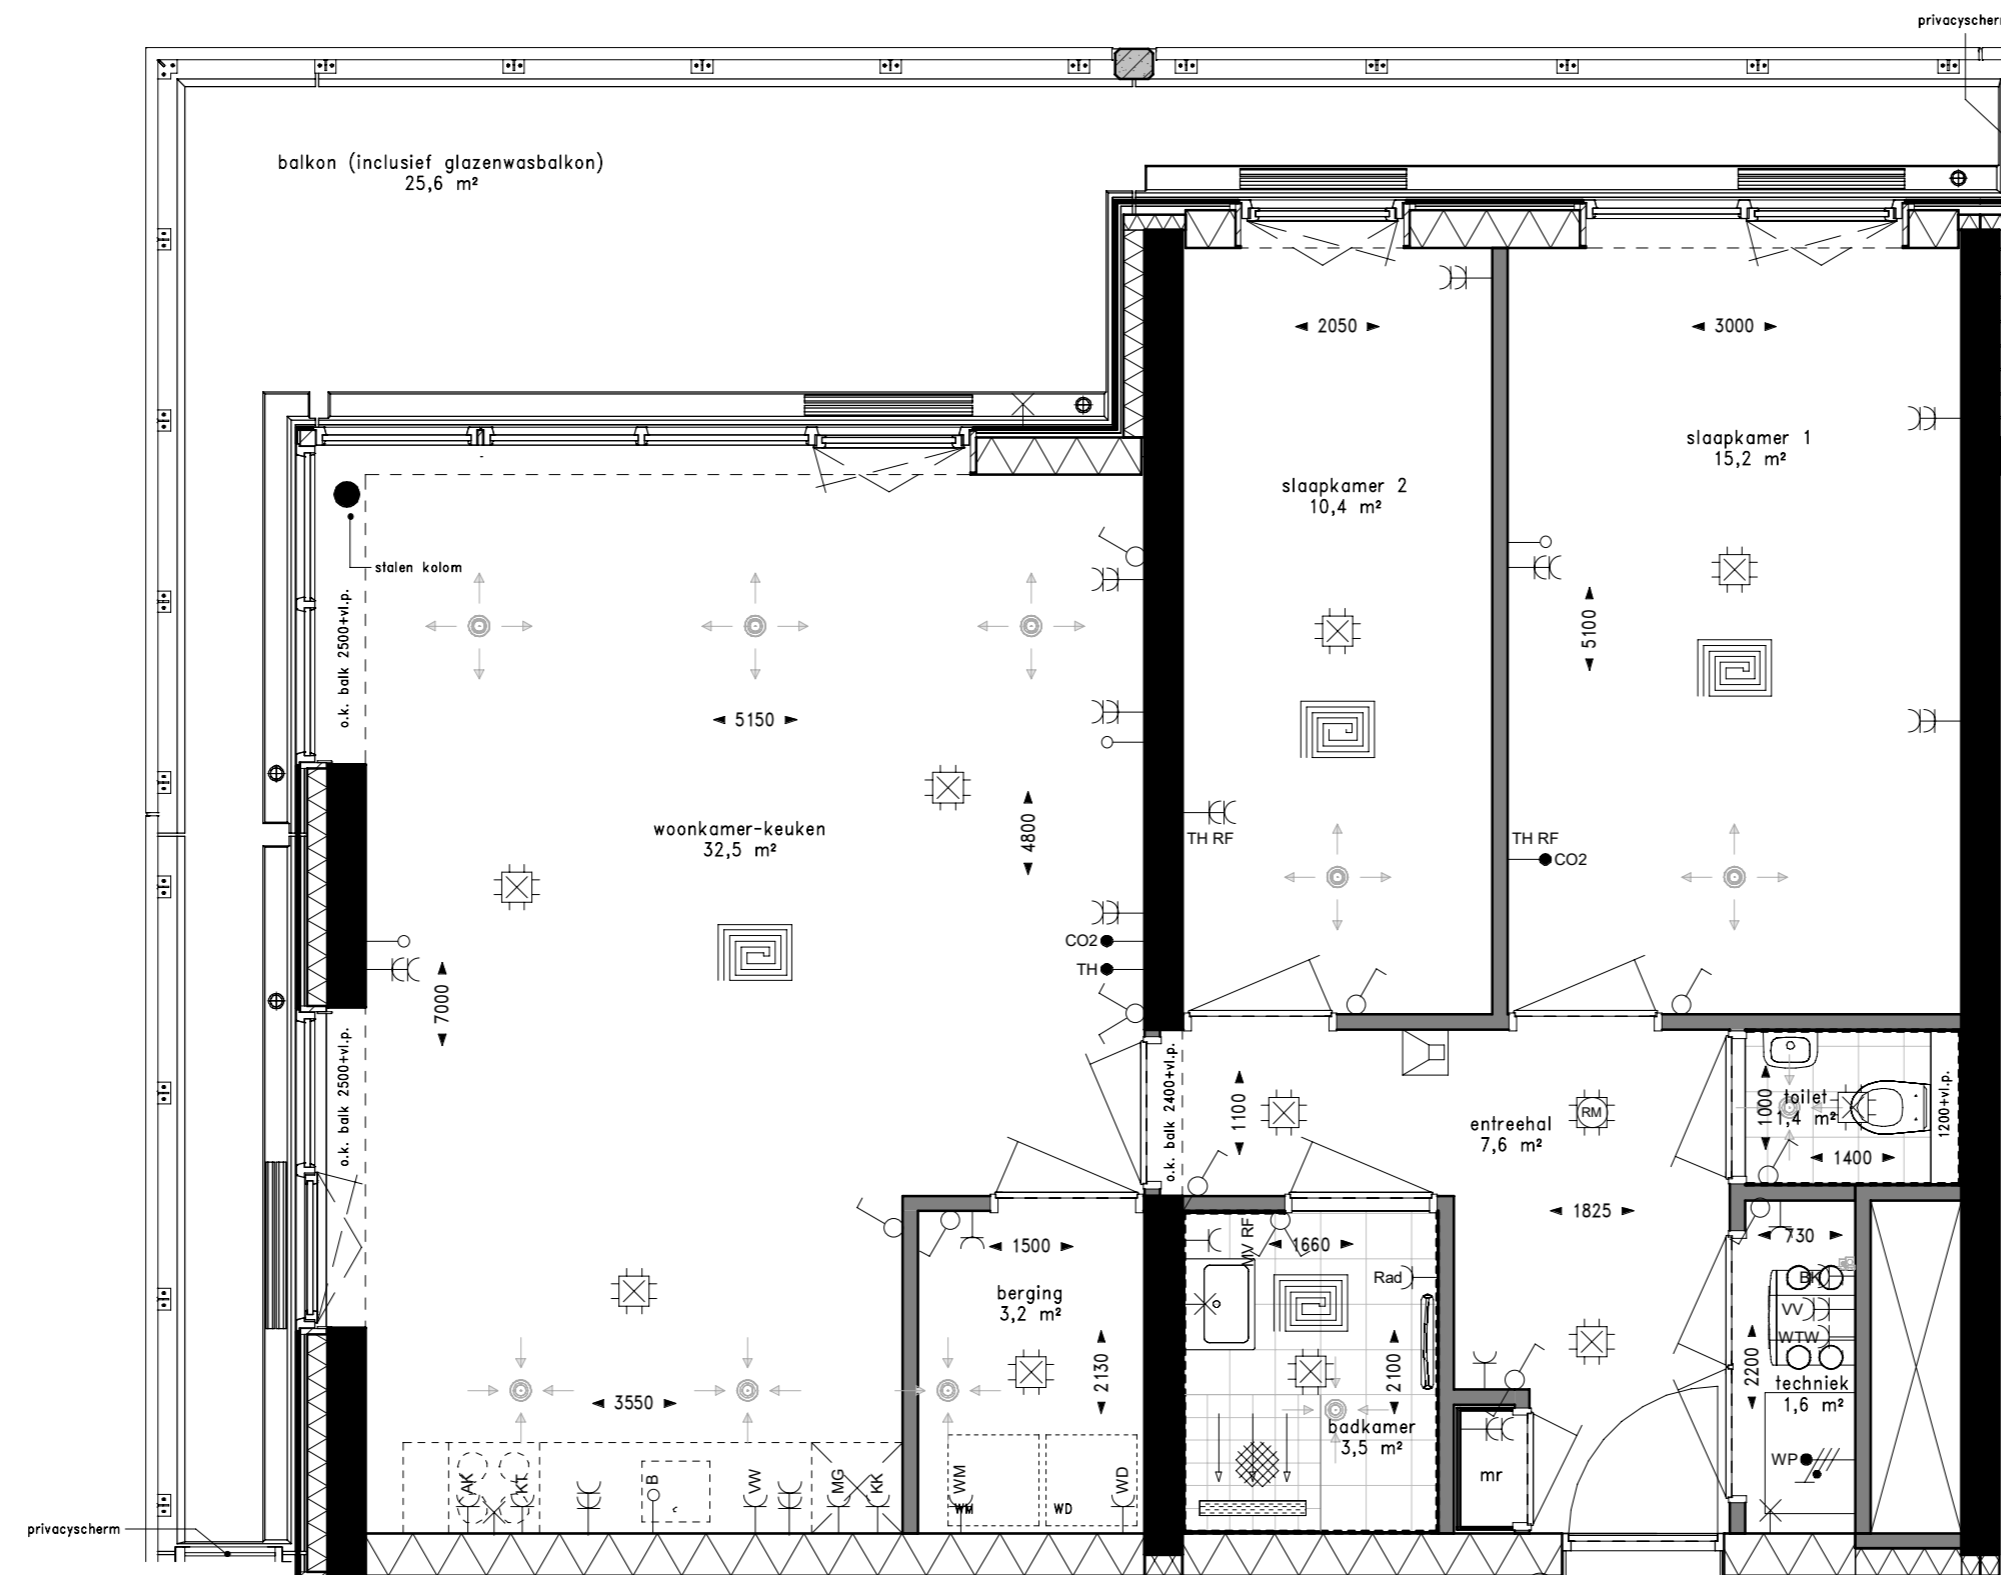 privacyscher
balkon (inclusief glazenwasbalkon)
25,6 m²
2050
3000
slaapkamer 1
15,2 m²
slaapkamer 2
10,4 m²
stalen kolom
o.k. balk 2500+vl.p.
5100
5150
4800
woonkamer-keuken
32,5 m²
TH RF
TH RF
CO2
CO2
TH
7000
o.k. balk 2500+vl.p.
o.k. balk 2400+vl.p.
1100
entreehal
7,6 m²
RM
1000
toilet
1,4 m²
1400
1200+vl.p.
1825
1500
MV RF
1660
730
Rad
berging
3,2 m²
BK
VV
WTW
2130
2100
2200
techniek
1,6 m²
3550
badkamer
3,5 m²
AK
KT
B
VW
MG
KK
WM
WD
WM
WD
mr
WP
privacyscherm